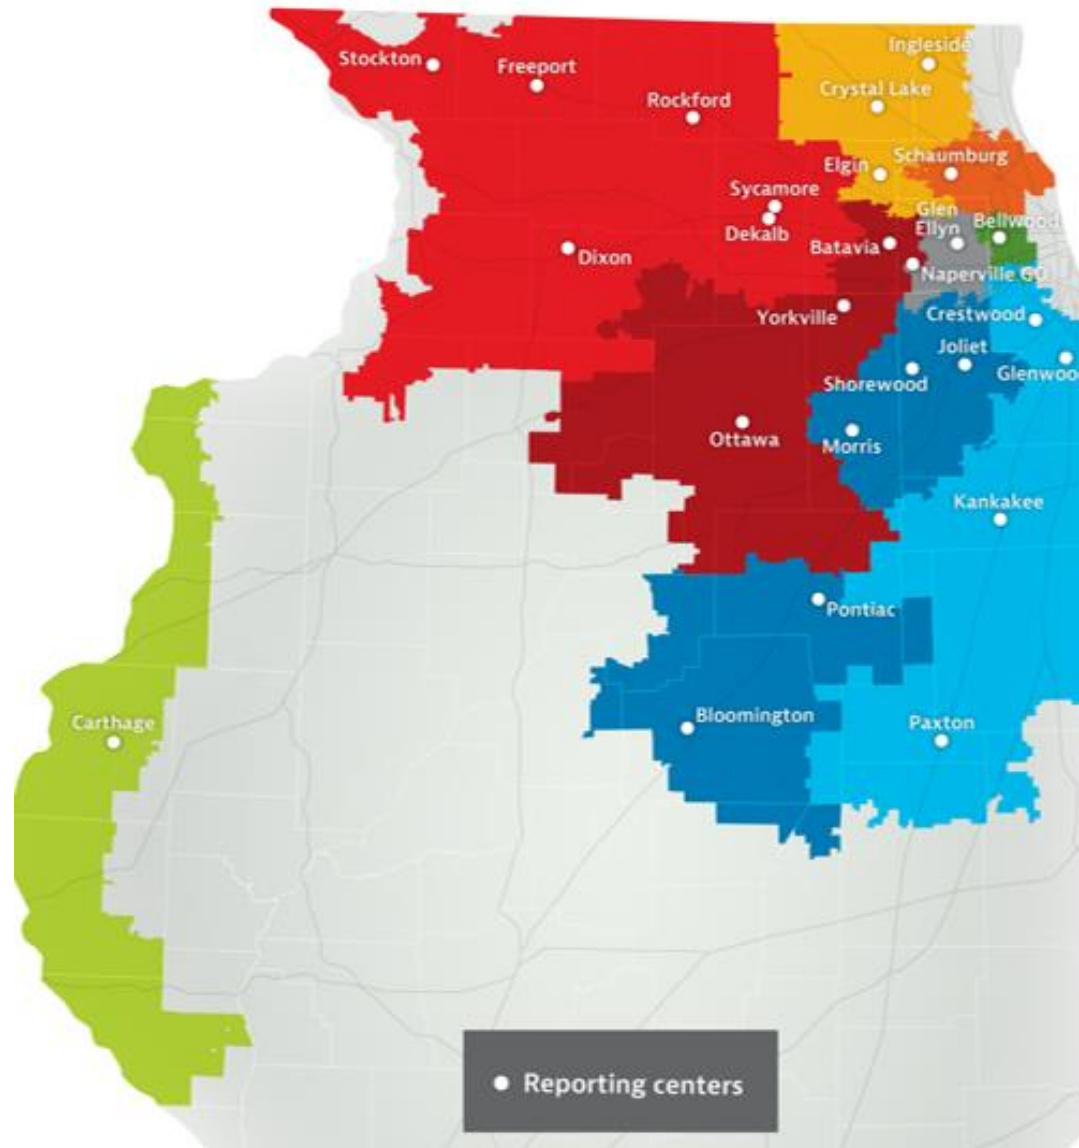 Ingleside
Stockton
Freeport
Crystal Lake
Rockford
Elgin
Schaumburg
Sycamore
Dekalb
Glen
Ellyn
Bellwood
Batavia
Dixon
Naperville GO
Yorkville
Crestwood
Joliet
Shorewood
Glenwoo
Ottawa
Morris
Kankakee
Pontiac
Carthage
Bloomington
Paxton
Reporting centers